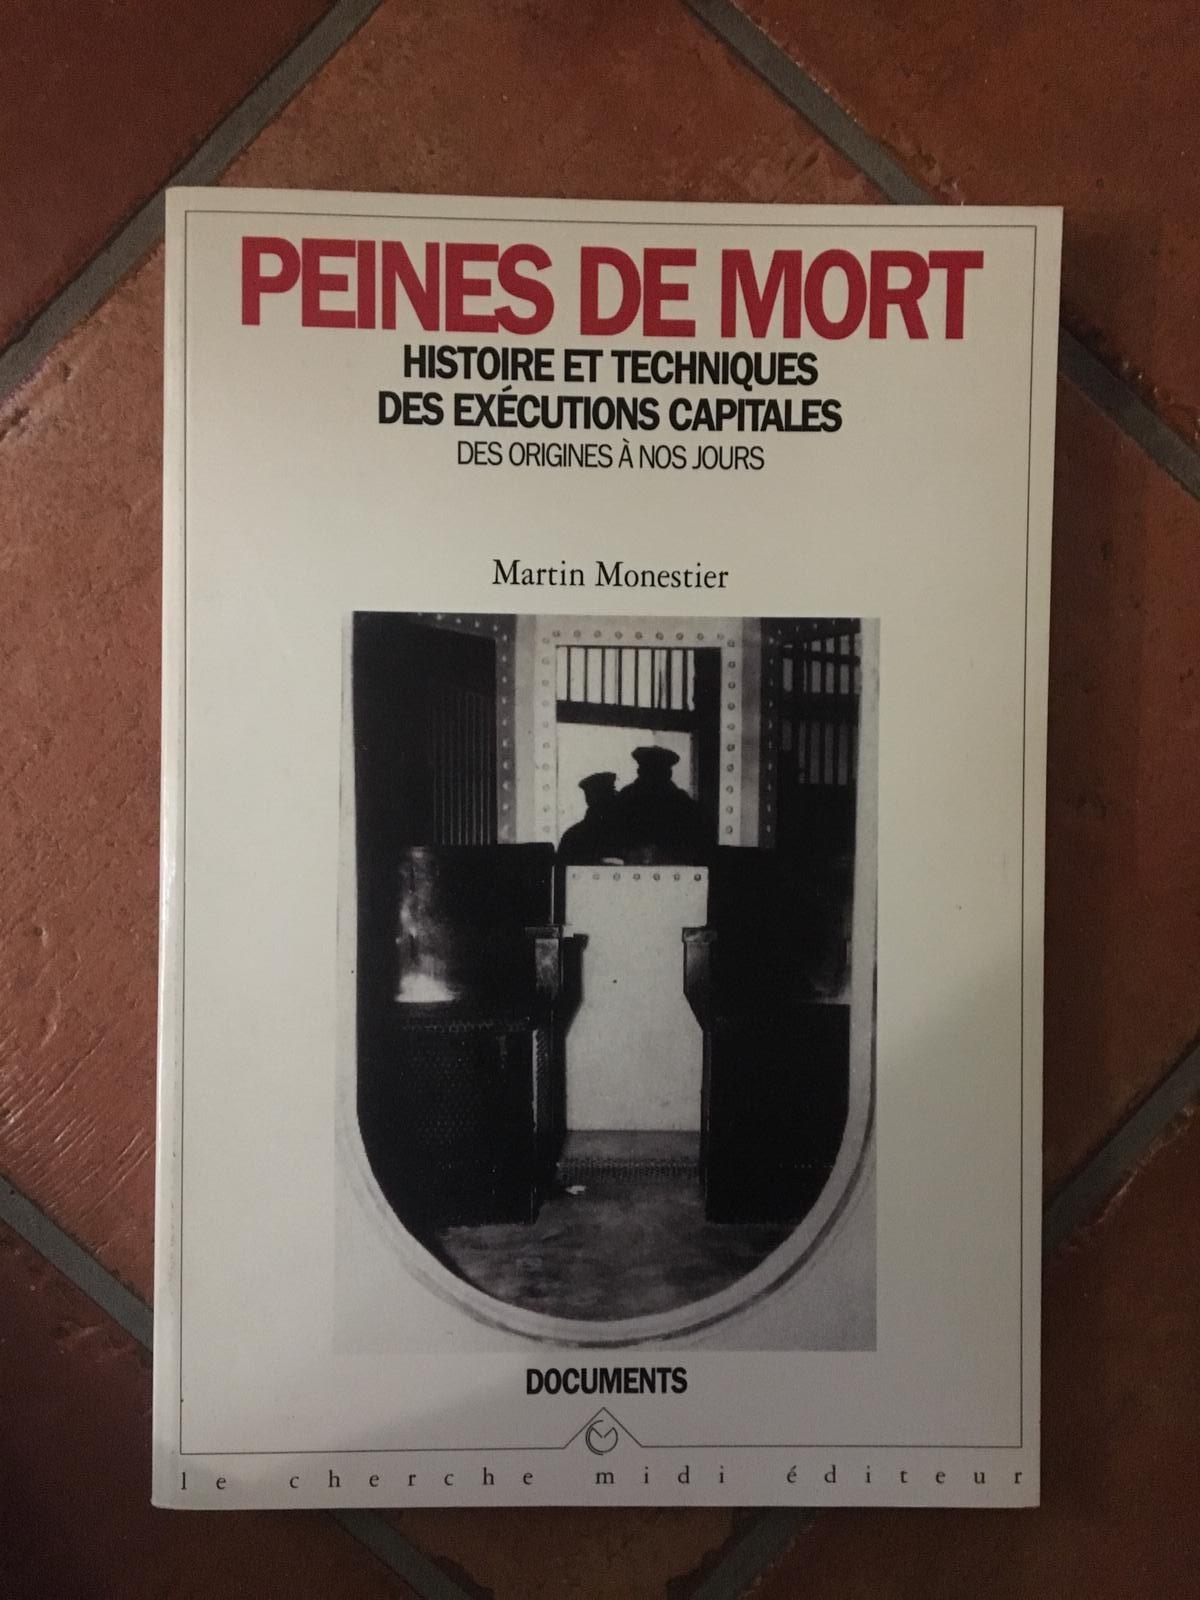 PEINES DE MORT
HISTOIRE ET TECHNIQUES
DES EXÉCUTIONS CAPITALES
DES ORIGINES À NOS JOURS
Martin Monestier
DOCUMENTS
le cherche midi éditeur